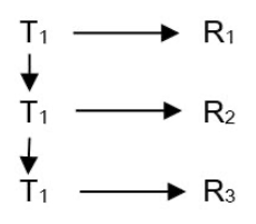 T₁ → R₁
T₁ → R₂
T₁ → R₃